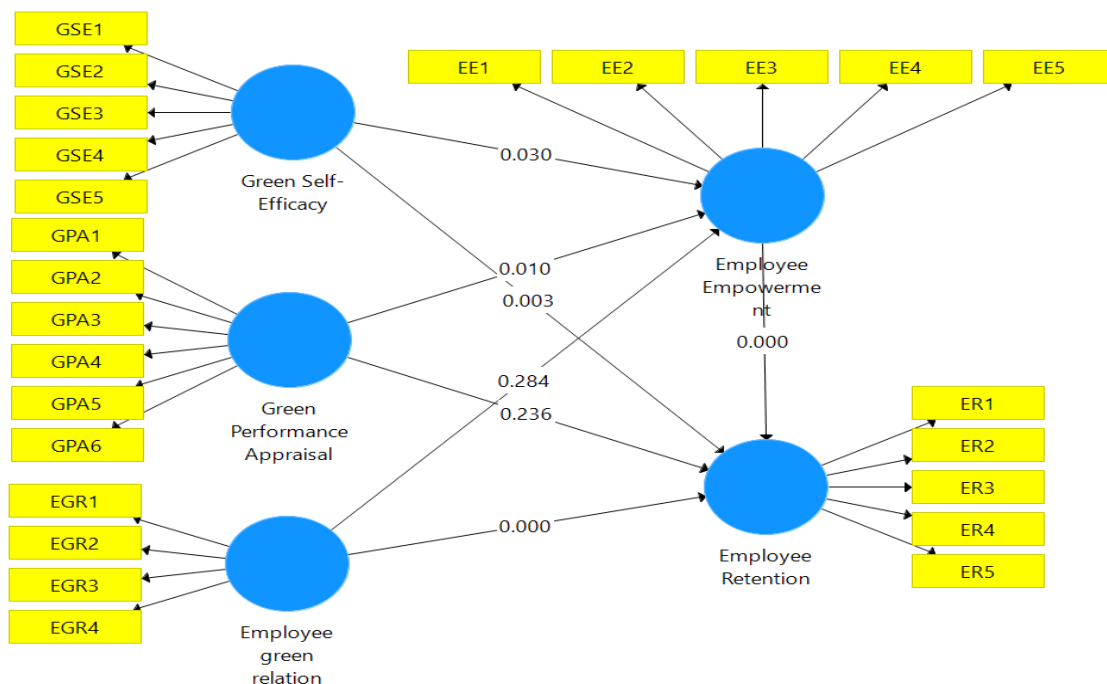 GSE1
GSE2
GSE3
GSE4
GSE5
Green Self-
Efficacy
EE1
EE2
EE3
EE4
EE5
0.030
Employee
Empowerme
nt
GPA1
GPA2
GPA3
GPA4
GPA5
GPA6
Green
Performance
Appraisal
0.010
0.003
0.000
0.284
0.236
EGR1
EGR2
EGR3
EGR4
Employee
green
relation
0.000
Employee
Retention
ER1
ER2
ER3
ER4
ER5